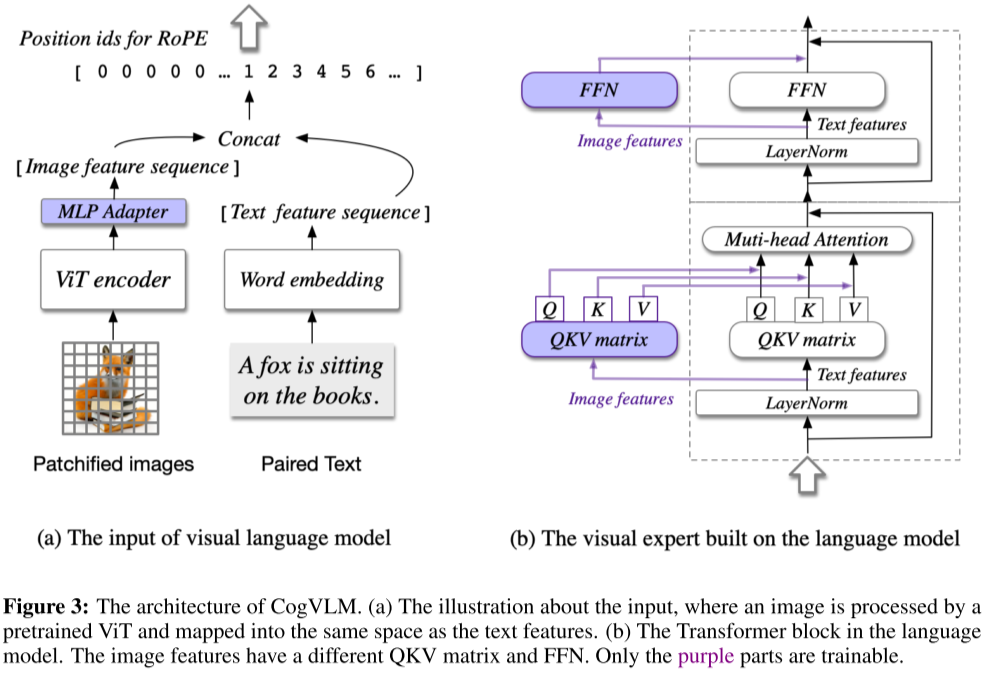 Position ids for RoPE
[ 0 0 0 0 0 ... 1 2 3 4 5 6 ... ]
Concat
[Image feature sequence]
MLP Adapter
[Text feature sequence]
ViT encoder
Word embedding
A fox is sitting
on the books.
Patchified images
Paired Text
(a) The input of visual language model
FFN
FFN
Text features
Image features
LayerNorm
Muti-head Attention
Q K V
Q K V
QKV matrix
QKV matrix
Text features
Image features
LayerNorm
(b) The visual expert built on the language model
Figure 3: The architecture of CogVLM. (a) The illustration about the input, where an image is processed by a
pretrained ViT and mapped into the same space as the text features. (b) The Transformer block in the language
model. The image features have a different QKV matrix and FFN. Only the purple parts are trainable.